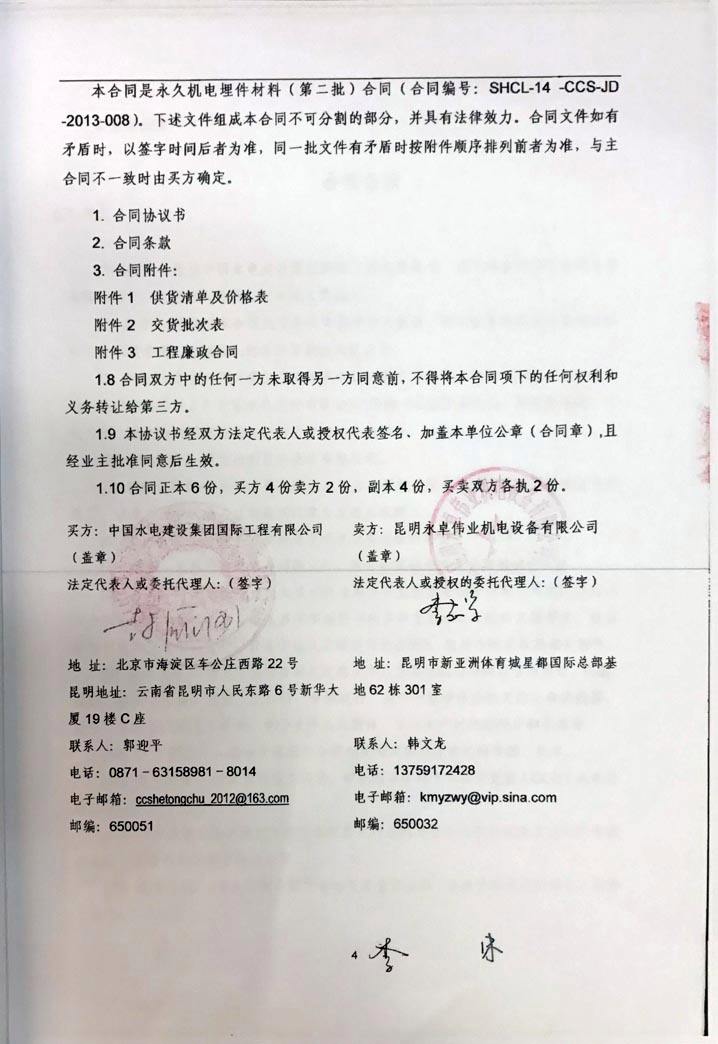 本合同是永久机电埋件材料（第二批）合同（合同编号：SHCL-14 -CCS-JD
-2013-008）。下述文件组成本合同不可分割的部分，并具有法律效力。合同文件如有
矛盾时，以签字时间后者为准，同一批文件有矛盾时按附件顺序排列前者为准，与主
合同不一致时由买方确定。
1. 合同协议书
2. 合同条款
3. 合同附件：
附件 1 供货清单及价格表
附件 2 交货批次表
附件 3 工程廉政合同
1.8 合同双方中的任何一方未取得另一方同意前，不得将本合同项下的任何权利和
义务转让给第三方。
1.9 本协议书经双方法定代表人或授权代表签名、加盖本单位公章（合同章）,且
经业主批准同意后生效。
1.10 合同正本 6 份，买方 4 份卖方 2 份，副本 4 份，买卖双方各执 2 份。
买方：中国水电建设集团国际工程有限公司
（盖章）
法定代表人或委托代理人：（签字）
地 址：北京市海淀区车公庄西路 22 号
昆明地址：云南省昆明市人民东路 6 号新华大
厦 19 楼 C 座
联系人：郭迎平
电话：0871－63158981－8014
电子邮箱：ccshetongchu_2012@163.com
邮编：650051
卖方：昆明永卓伟业机电设备有限公司
（盖章）
法定代表人或授权的委托代理人：（签字）
地 址：昆明市新亚洲体育城星都国际总部基
地 62 栋 301 室
联系人：韩文龙
电话：13759172428
电子邮箱：kmyzwy@vip.sina.com
邮编：650032
4 李